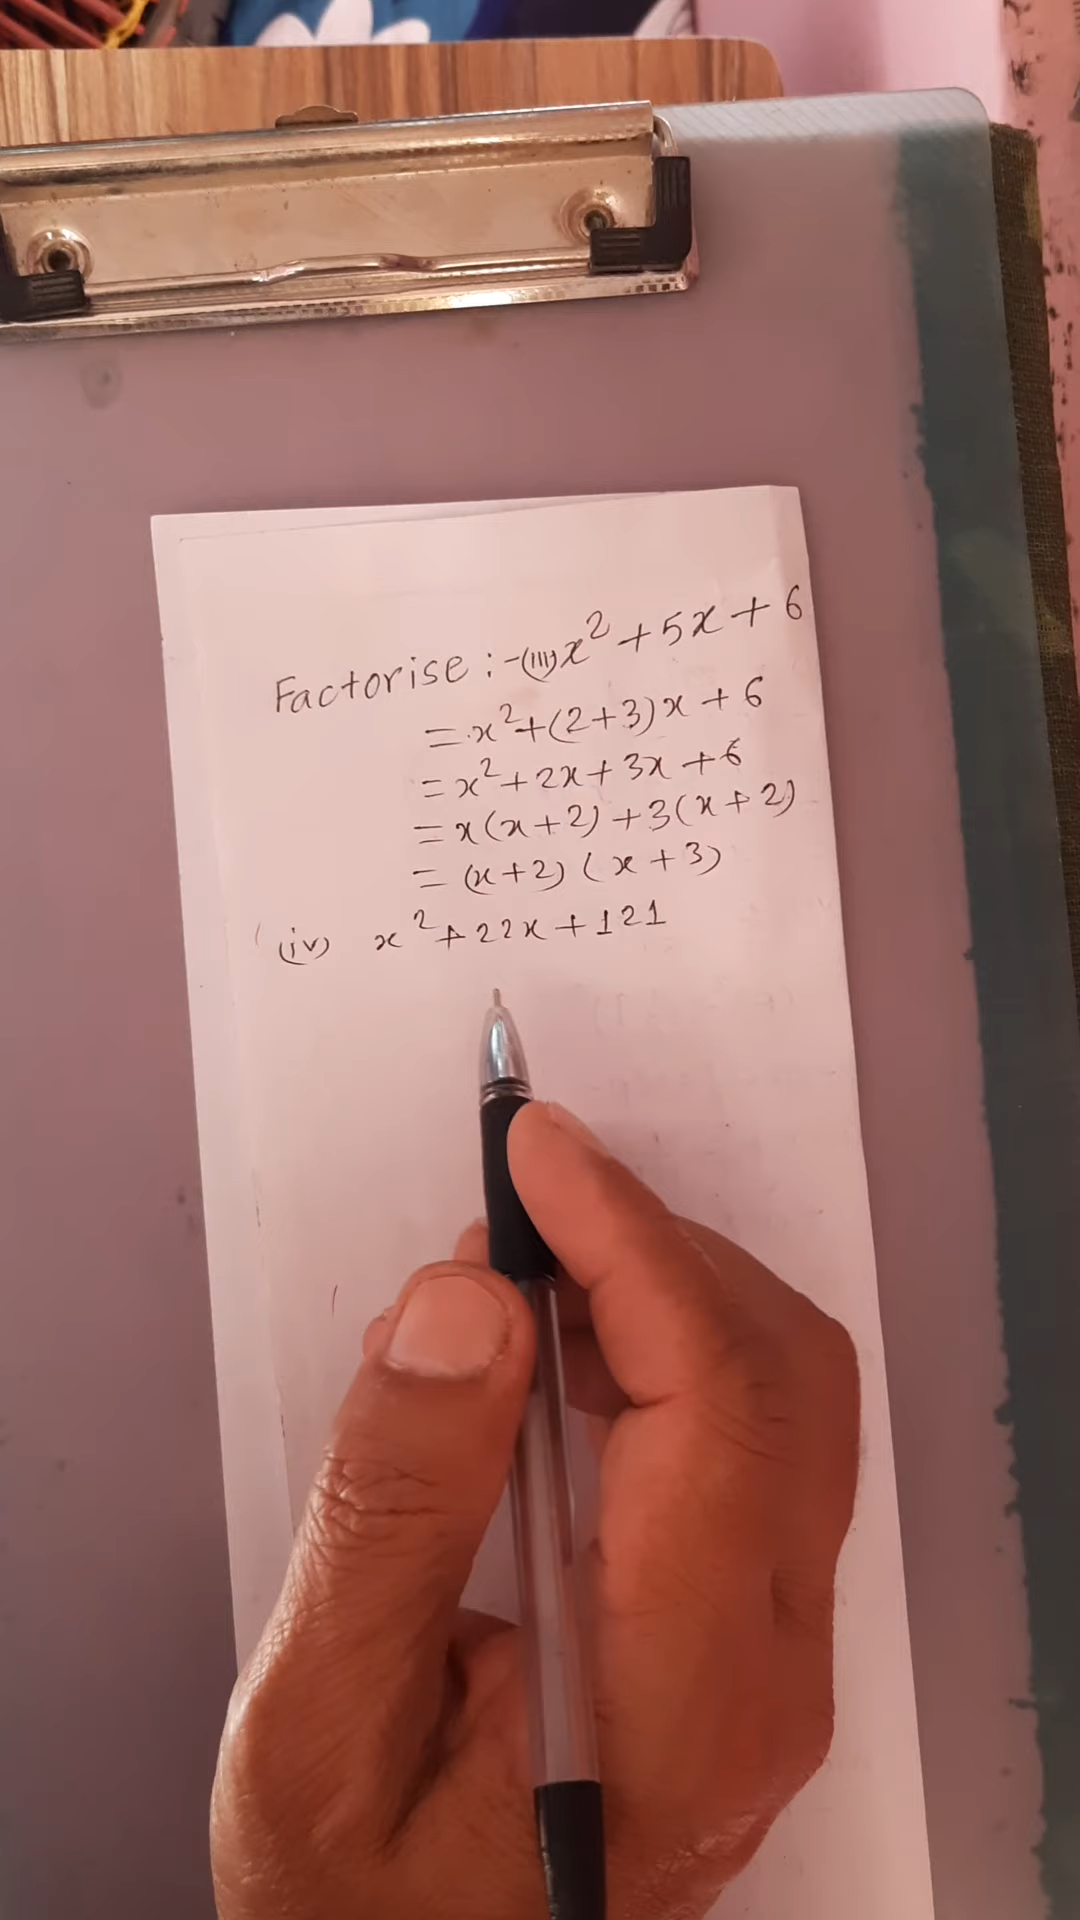 Factorise :-(iii) x² + 5x + 6
= x² + (2+3)x + 6
= x² + 2x + 3x + 6
= x(x+2) + 3(x+2)
= (x+2) (x+3)
(iv) x² + 22x + 121